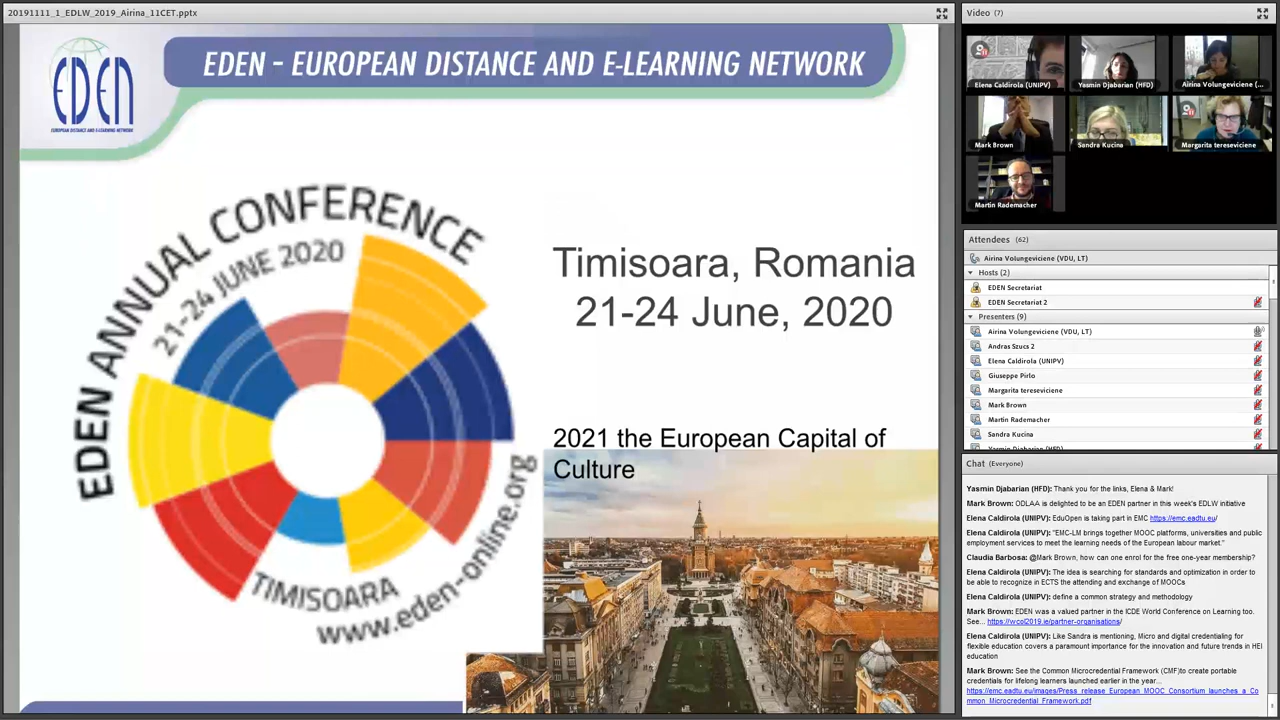 20191111_1_EDLW_2019_Airina_11CET.pptx
EDEN
EUROPEAN DISTANCE AND E-LEARNING NETWORK
EDEN - EUROPEAN DISTANCE AND E-LEARNING NETWORK
EDEN ANNUAL CONFERENCE
21-24 JUNE 2020
TIMISOARA
www.eden-online.org
Timisoara, Romania
21-24 June, 2020
2021 the European Capital of
Culture
Video (7)
Elena Caldirola (UNIPV)
Yasmin Djabarian (HFD)
Airina Volungeviciene (...
Mark Brown
Sandra Kucina
Margarita tereseviciene
Martin Rademacher
Attendees (62)
Airina Volungeviciene (VDU, LT)
Hosts (2)
EDEN Secretariat
EDEN Secretariat 2
Presenters (9)
Airina Volungeviciene (VDU, LT)
Andras Szucs 2
Elena Caldirola (UNIPV)
Giuseppe Pirlo
Margarita tereseviciene
Mark Brown
Martin Rademacher
Sandra Kucina
Yasmin Djabarian (HFD)
Chat (Everyone)
Yasmin Djabarian (HFD): Thank you for the links, Elena & Mark!
Mark Brown: ODLAA is delighted to be an EDEN partner in this week's EDLW initiative
Elena Caldirola (UNIPV): EduOpen is taking part in EMC https://emc.eadtu.eu/
Elena Caldirola (UNIPV): "EMC-LM brings together MOOC platforms, universities and public
employment services to meet the learning needs of the European labour market."
Claudia Barbosa: @Mark Brown, how can one enrol for the free one-year membership?
Elena Caldirola (UNIPV): The idea is searching for standards and optimization in order to
be able to recognize in ECTS the attending and exchange of MOOCs
Elena Caldirola (UNIPV): define a common strategy and methodology
Mark Brown: EDEN was a valued partner in the ICDE World Conference on Learning too.
See... https://wcol2019.ie/partner-organisations/
Elena Caldirola (UNIPV): Like Sandra is mentioning, Micro and digital credentialing for
flexible education covers a paramount importance for the innovation and future trends in HEI
education
Mark Brown: See the Common Microcredential Framework (CMF)to create portable
credentials for lifelong learners launched earlier in the year...
https://emc.eadtu.eu/images/Press_release_European_MOOC_Consortium_launches_a_Co
mmon_Microcredential_Framework.pdf